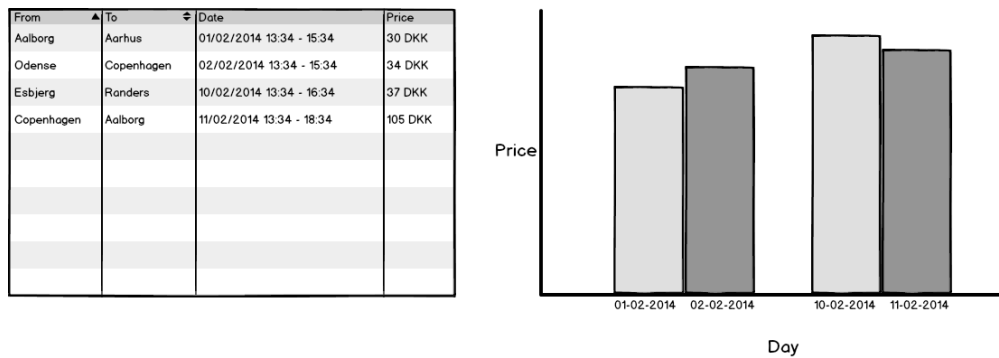 From To Date Price
Aalborg Aarhus 01/02/2014 13:34 - 15:34 30 DKK
Odense Copenhagen 02/02/2014 13:34 - 15:34 34 DKK
Esbjerg Randers 10/02/2014 13:34 - 16:34 37 DKK
Copenhagen Aalborg 11/02/2014 13:34 - 18:34 105 DKK
Price
01-02-2014 02-02-2014 10-02-2014 11-02-2014
Day